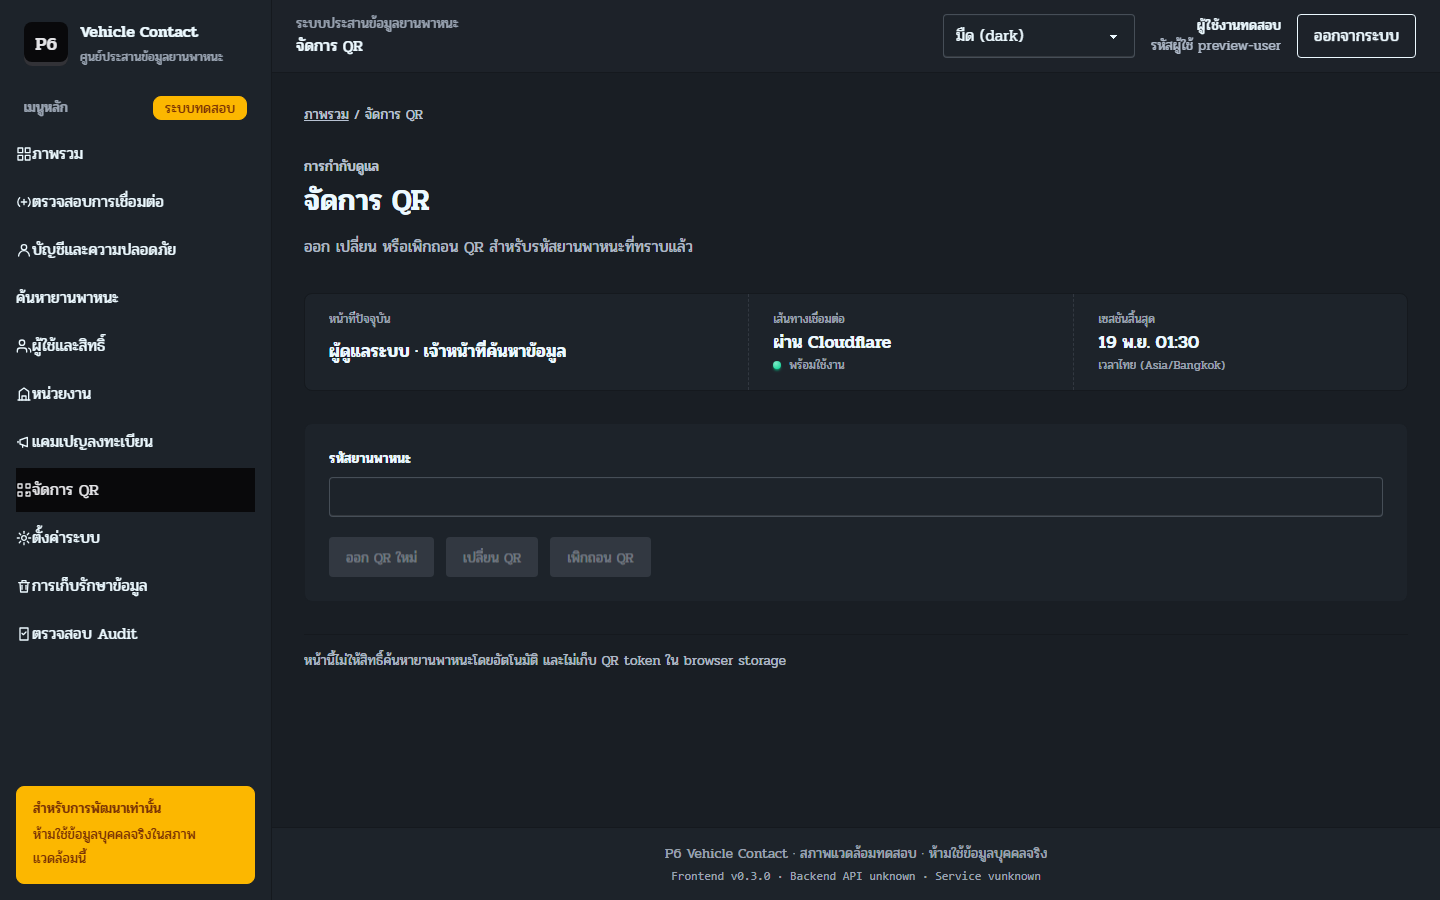 P6
Vehicle Contact
ศูนย์ประสานข้อมูลยานพาหนะ
เมนูหลัก
ระบบทดสอบ
ภาพรวม
ตรวจสอบการเชื่อมต่อ
บัญชีและความปลอดภัย
ค้นหายานพาหนะ
ผู้ใช้และสิทธิ์
หน่วยงาน
แคมเปญลงทะเบียน
จัดการ QR
ตั้งค่าระบบ
การเก็บรักษาข้อมูล
ตรวจสอบ Audit
สำหรับการพัฒนาเท่านั้น
ห้ามใช้ข้อมูลบุคคลจริงในสภาพ
แวดล้อมนี้
ระบบประสานข้อมูลยานพาหนะ
จัดการ QR
มืด (dark)
ผู้ใช้งานทดสอบ
รหัสผู้ใช้ preview-user
ออกจากระบบ
ภาพรวม / จัดการ QR
การกำกับดูแล
จัดการ QR
ออก เปลี่ยน หรือเพิกถอน QR สำหรับรหัสยานพาหนะที่ทราบแล้ว
หน้าที่ปัจจุบัน
ผู้ดูแลระบบ · เจ้าหน้าที่ค้นหาข้อมูล
เส้นทางเชื่อมต่อ
ผ่าน Cloudflare
พร้อมใช้งาน
เซสชันสิ้นสุด
19 พ.ย. 01:30
เวลาไทย (Asia/Bangkok)
รหัสยานพาหนะ
ออก QR ใหม่
เปลี่ยน QR
เพิกถอน QR
หน้านี้ไม่ให้สิทธิ์ค้นหายานพาหนะโดยอัตโนมัติ และไม่เก็บ QR token ใน browser storage
P6 Vehicle Contact · สภาพแวดล้อมทดสอบ · ห้ามใช้ข้อมูลบุคคลจริง
Frontend v0.3.0 · Backend API unknown · Service vunknown